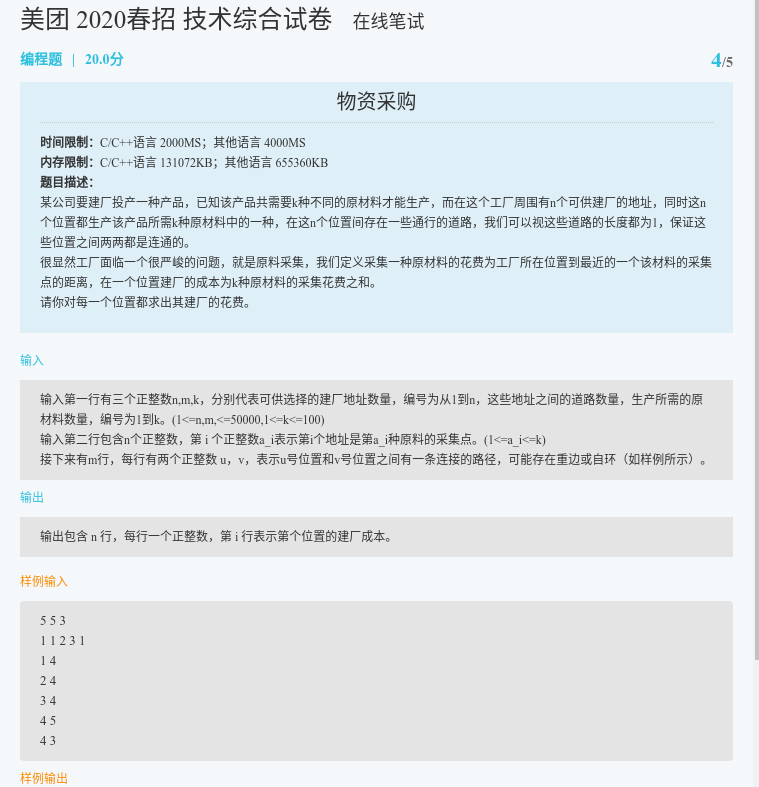 美团 2020春招 技术综合试卷 在线笔试
编程题 | 20.0分 4/5
物资采购
时间限制：C/C++语言 2000MS；其他语言 4000MS
内存限制：C/C++语言 131072KB；其他语言 655360KB
题目描述：
某公司要建厂投产一种产品，已知该产品共需要k种不同的原材料才能生产，而在这个工厂周围有n个可供建厂的地址，同时这n
个位置都生产该产品所需k种原材料中的一种，在这n个位置间存在一些通行的道路，我们可以视这些道路的长度都为1，保证这
些位置之间两两都是连通的。
很显然工厂面临一个很严峻的问题，就是原料采集，我们定义采集一种原材料的花费为工厂所在位置到最近的一个该材料的采集
点的距离，在一个位置建厂的成本为k种原材料的采集花费之和。
请你对每一个位置都求出其建厂的花费。
输入
输入第一行有三个正整数n,m,k，分别代表可供选择的建厂地址数量，编号为从1到n，这些地址之间的道路数量，生产所需的原
材料数量，编号为1到k。(1<=n,m,<=50000,1<=k<=100)
输入第二行包含n个正整数，第 i 个正整数a_i表示第i个地址是第a_i种原料的采集点。(1<=a_i<=k)
接下来有m行，每行有两个正整数 u，v，表示u号位置和v号位置之间有一条连接的路径，可能存在重边或自环（如样例所示）。
输出
输出包含 n 行，每行一个正整数，第 i 行表示第个位置的建厂成本。
样例输入
5 5 3
1 1 2 3 1
1 4
2 4
3 4
4 5
4 3
样例输出